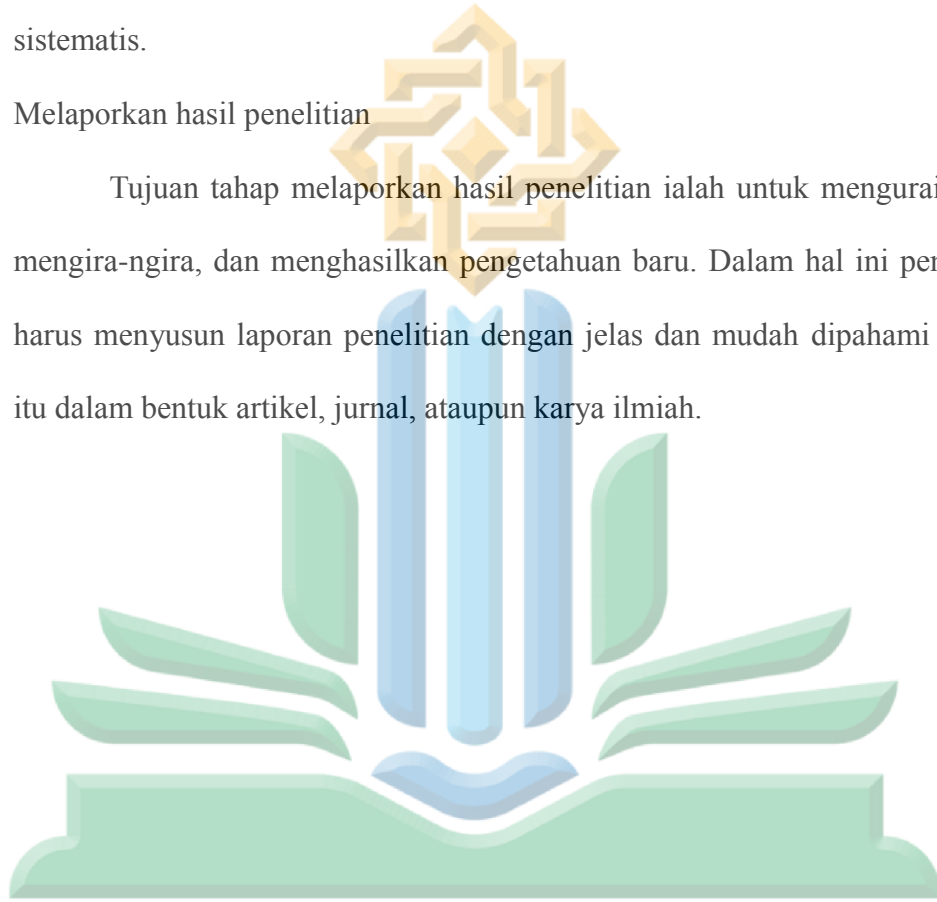 sistematis.
Melaporkan hasil penelitian
Tujuan tahap melaporkan hasil penelitian ialah untuk mengurai
mengira-ngira, dan menghasilkan pengetahuan baru. Dalam hal ini per
harus menyusun laporan penelitian dengan jelas dan mudah dipahami
itu dalam bentuk artikel, jurnal, ataupun karya ilmiah.